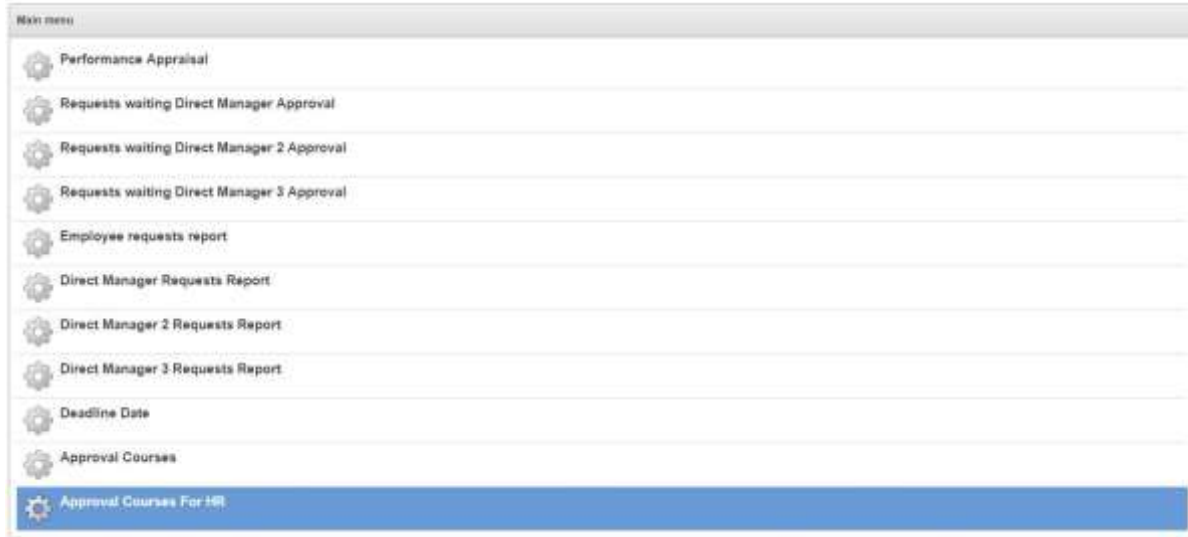 Main menu
Performance Appraisal
Requests waiting Direct Manager Approval
Requests waiting Direct Manager 2 Approval
Requests waiting Direct Manager 3 Approval
Employee requests report
Direct Manager Requests Report
Direct Manager 2 Requests Report
Direct Manager 3 Requests Report
Deadline Date
Approval Courses
Approval Courses For HR